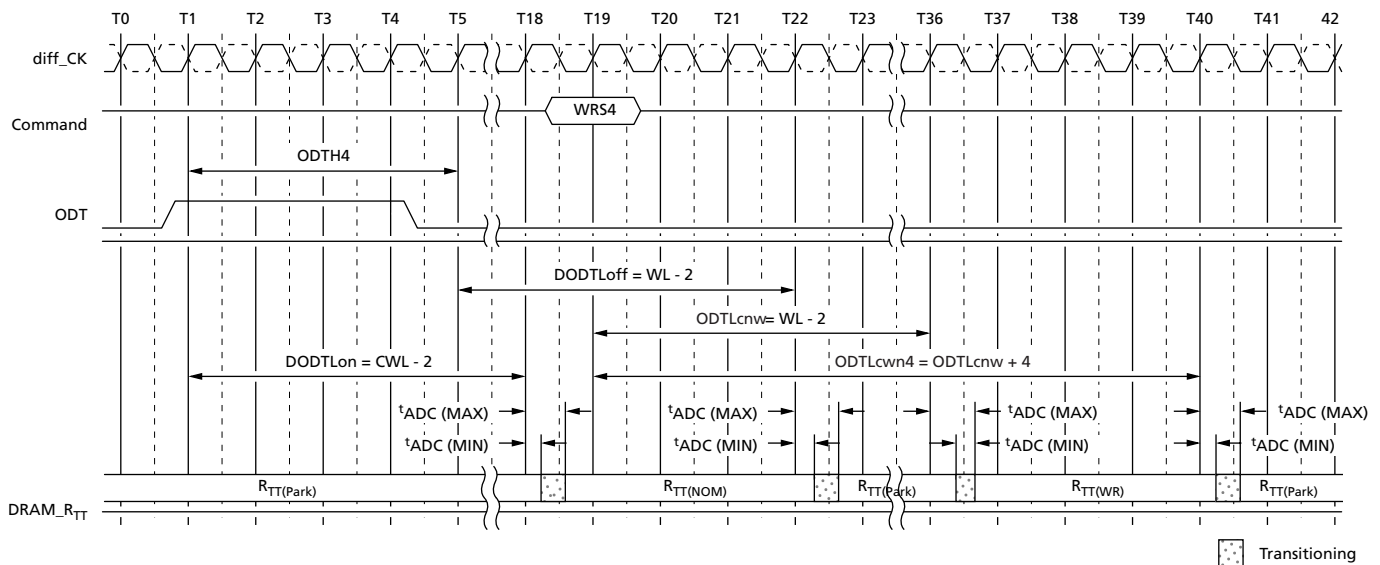 T0 T1 T2 T3 T4 T5 T18 T19 T20 T21 T22 T23 T36 T37 T38 T39 T40 T41 42
diff_CK
WRS4
Command
ODTH4
ODT
DODTLoff = WL - 2
ODTLcnw= WL - 2
DODTLon = CWL - 2 ODTLcwn4 = ODTLcnw + 4
tADC (MAX) tADC (MAX) tADC (MAX) tADC (MAX)
tADC (MIN) tADC (MIN) tADC (MIN) tADC (MIN)
RTT(Park) RTT(NOM) RTT(Park) RTT(WR) RTT(Park)
DRAM_RTT
Transitioning